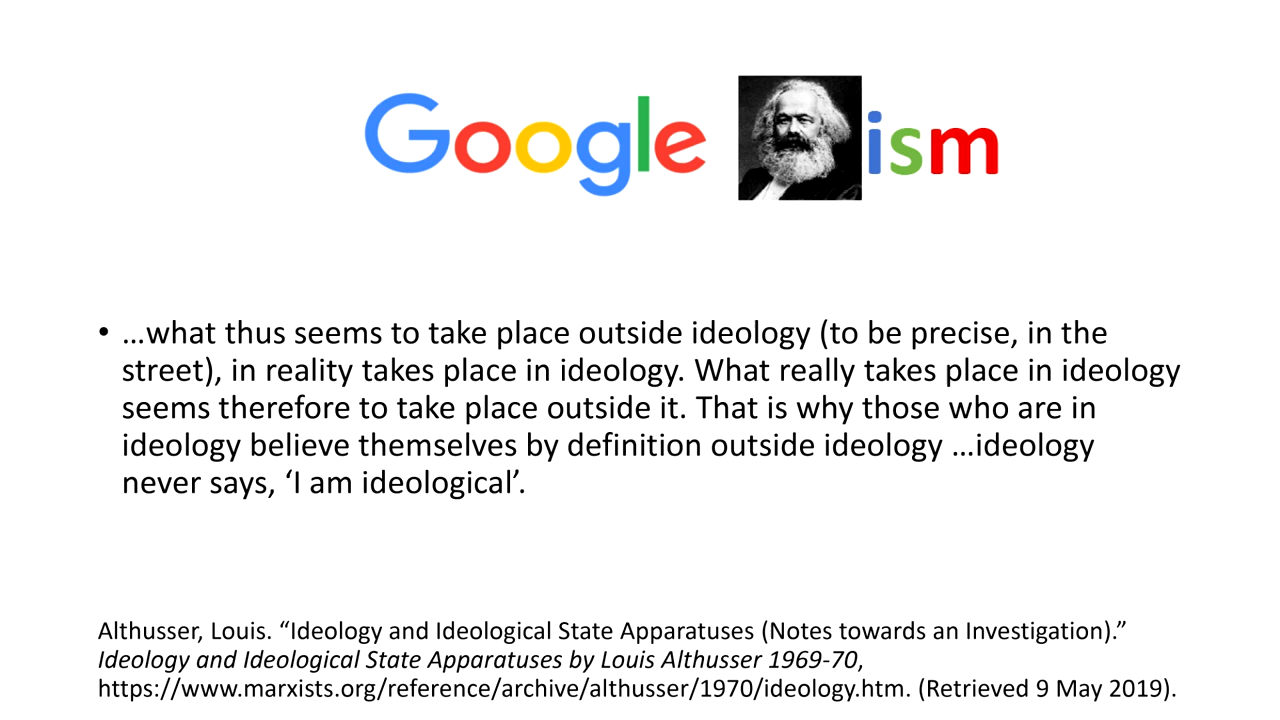 Google ism
• …what thus seems to take place outside ideology (to be precise, in the
street), in reality takes place in ideology. What really takes place in ideology
seems therefore to take place outside it. That is why those who are in
ideology believe themselves by definition outside ideology …ideology
never says, ‘I am ideological’.
Althusser, Louis. “Ideology and Ideological State Apparatuses (Notes towards an Investigation).”
Ideology and Ideological State Apparatuses by Louis Althusser 1969-70,
https://www.marxists.org/reference/archive/althusser/1970/ideology.htm. (Retrieved 9 May 2019).